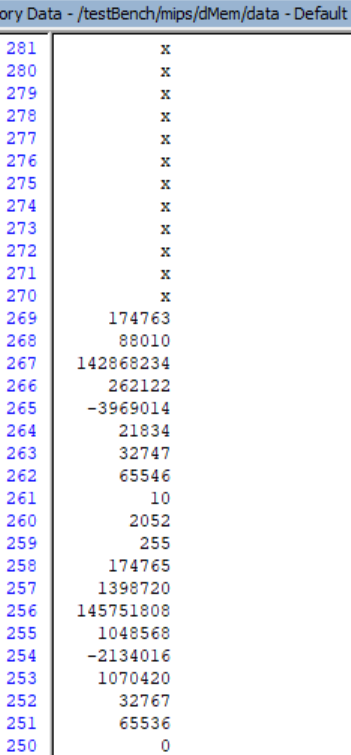 ory Data - /testBench/mips/dMem/data - Default
281 x
280 x
279 x
278 x
277 x
276 x
275 x
274 x
273 x
272 x
271 x
270 x
269 174763
268 88010
267 142868234
266 262122
265 -3969014
264 21834
263 32747
262 65546
261 10
260 2052
259 255
258 174765
257 1398720
256 145751808
255 1048568
254 -2134016
253 1070420
252 32767
251 65536
250 0